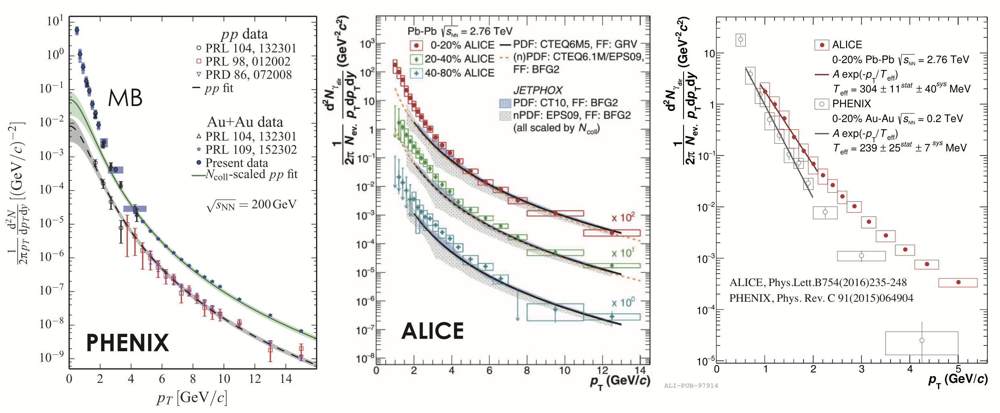 10^1
10^0
10^−1
10^−2
10^−3
10^−4
10^−5
10^−6
10^−7
10^−8
10^−9
1/2πp_T d²N/dp_T dy [(GeV/c)^−2]
pp data
PRL 104, 132301
PRL 98, 012002
PRD 86, 072008
pp fit
MB
Au+Au data
PRL 104, 132301
PRL 109, 152302
Present data
N_coll-scaled pp fit
√s_NN = 200 GeV
PHENIX
0 2 4 6 8 10 12 14
p_T [GeV/c]
1/2π 1/N_ev. d²N_γdir/p_T dp_T dy (GeV^-2 c²)
10^3
10^2
10
1
10^-1
10^-2
10^-3
10^-4
10^-5
10^-6
10^-7
10^-8
Pb-Pb √s_NN = 2.76 TeV
0-20% ALICE
20-40% ALICE
40-80% ALICE
PDF: CTEQ6M5, FF: GRV
(n)PDF: CTEQ6.1M/EPS09,
FF: BFG2
JETPHOX
PDF: CT10, FF: BFG2
nPDF: EPS09, FF: BFG2
(all scaled by N_coll)
x 10^2
x 10^1
x 10^0
ALICE
0 2 4 6 8 10 12 14
p_T (GeV/c)
1/2π 1/N_ev. d²N_γdir/p_T dp_T dy (GeV^-2 c²)
10
1
10^-1
10^-2
10^-3
10^-4
10^-5
ALICE
0-20% Pb-Pb √s_NN = 2.76 TeV
A exp(-p_T/T_eff)
T_eff = 304 ± 11^stat ± 40^sys MeV
PHENIX
0-20% Au-Au √s_NN = 0.2 TeV
A exp(-p_T/T_eff)
T_eff = 239 ± 25^stat ± 7^sys MeV
ALICE, Phys.Lett.B754(2016)235-248
PHENIX, Phys. Rev. C 91(2015)064904
0 1 2 3 4 5
p_T (GeV/c)
ALI-PUB-97914